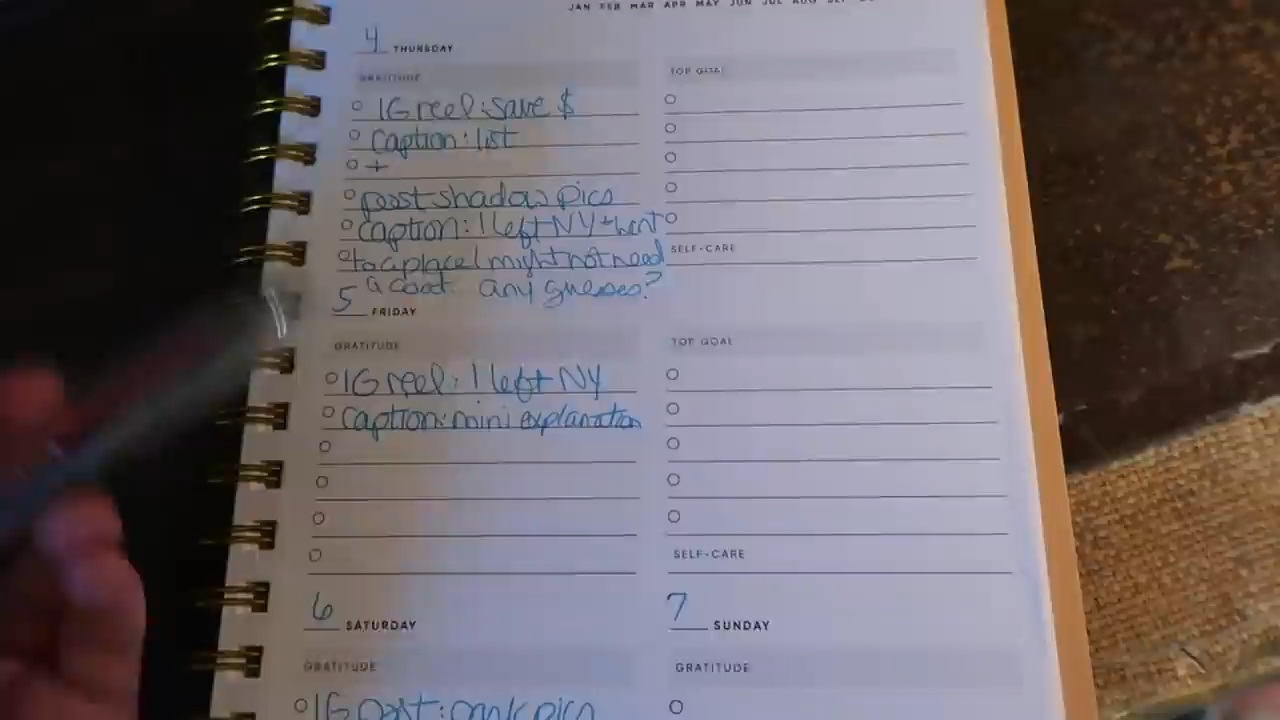 JAN FEB MAR APR MAY JUN JUL AUG SEP
4 THURSDAY
GRATITUDE
IG reel: save $
Caption: list
+
post shadow pics
caption: I left NY + went
to a place I might not need
a coat. any guesses?
TOP GOAL
SELF-CARE
5 FRIDAY
GRATITUDE
IG reel: I left NY
Caption: mini explanation
TOP GOAL
SELF-CARE
6 SATURDAY
GRATITUDE
IG post: pics
7 SUNDAY
GRATITUDE